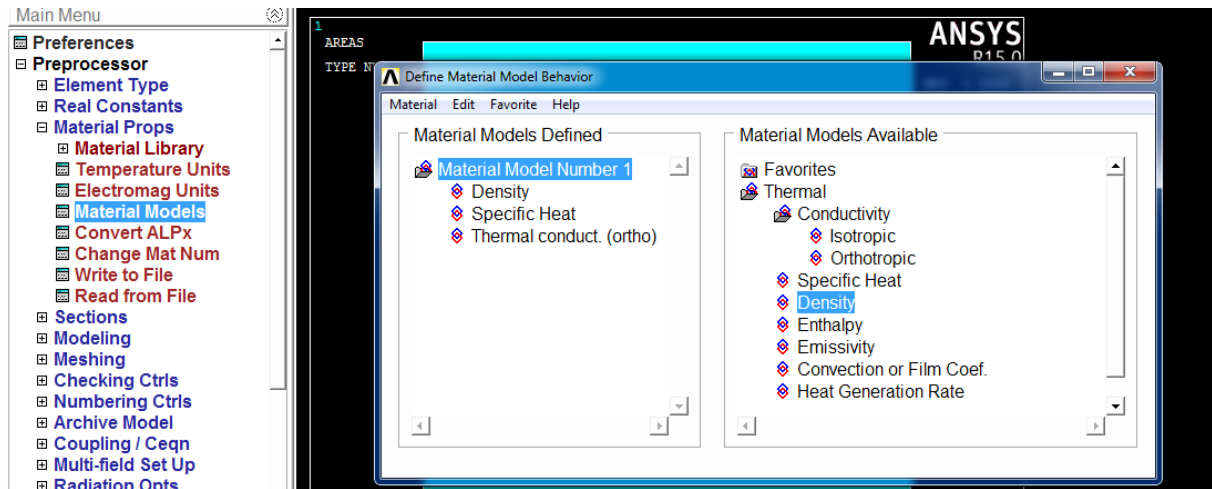 Main Menu
Preferences
Preprocessor
Element Type
Real Constants
Material Props
Material Library
Temperature Units
Electromag Units
Material Models
Convert ALPx
Change Mat Num
Write to File
Read from File
Sections
Modeling
Meshing
Checking Ctrls
Numbering Ctrls
Archive Model
Coupling / Ceqn
Multi-field Set Up
Radiation Opts
1
AREAS
TYPE N
ANSYS
R15.0
Define Material Model Behavior
Material Edit Favorite Help
Material Models Defined
Material Model Number 1
Density
Specific Heat
Thermal conduct. (ortho)
Material Models Available
Favorites
Thermal
Conductivity
Isotropic
Orthotropic
Specific Heat
Density
Enthalpy
Emissivity
Convection or Film Coef.
Heat Generation Rate